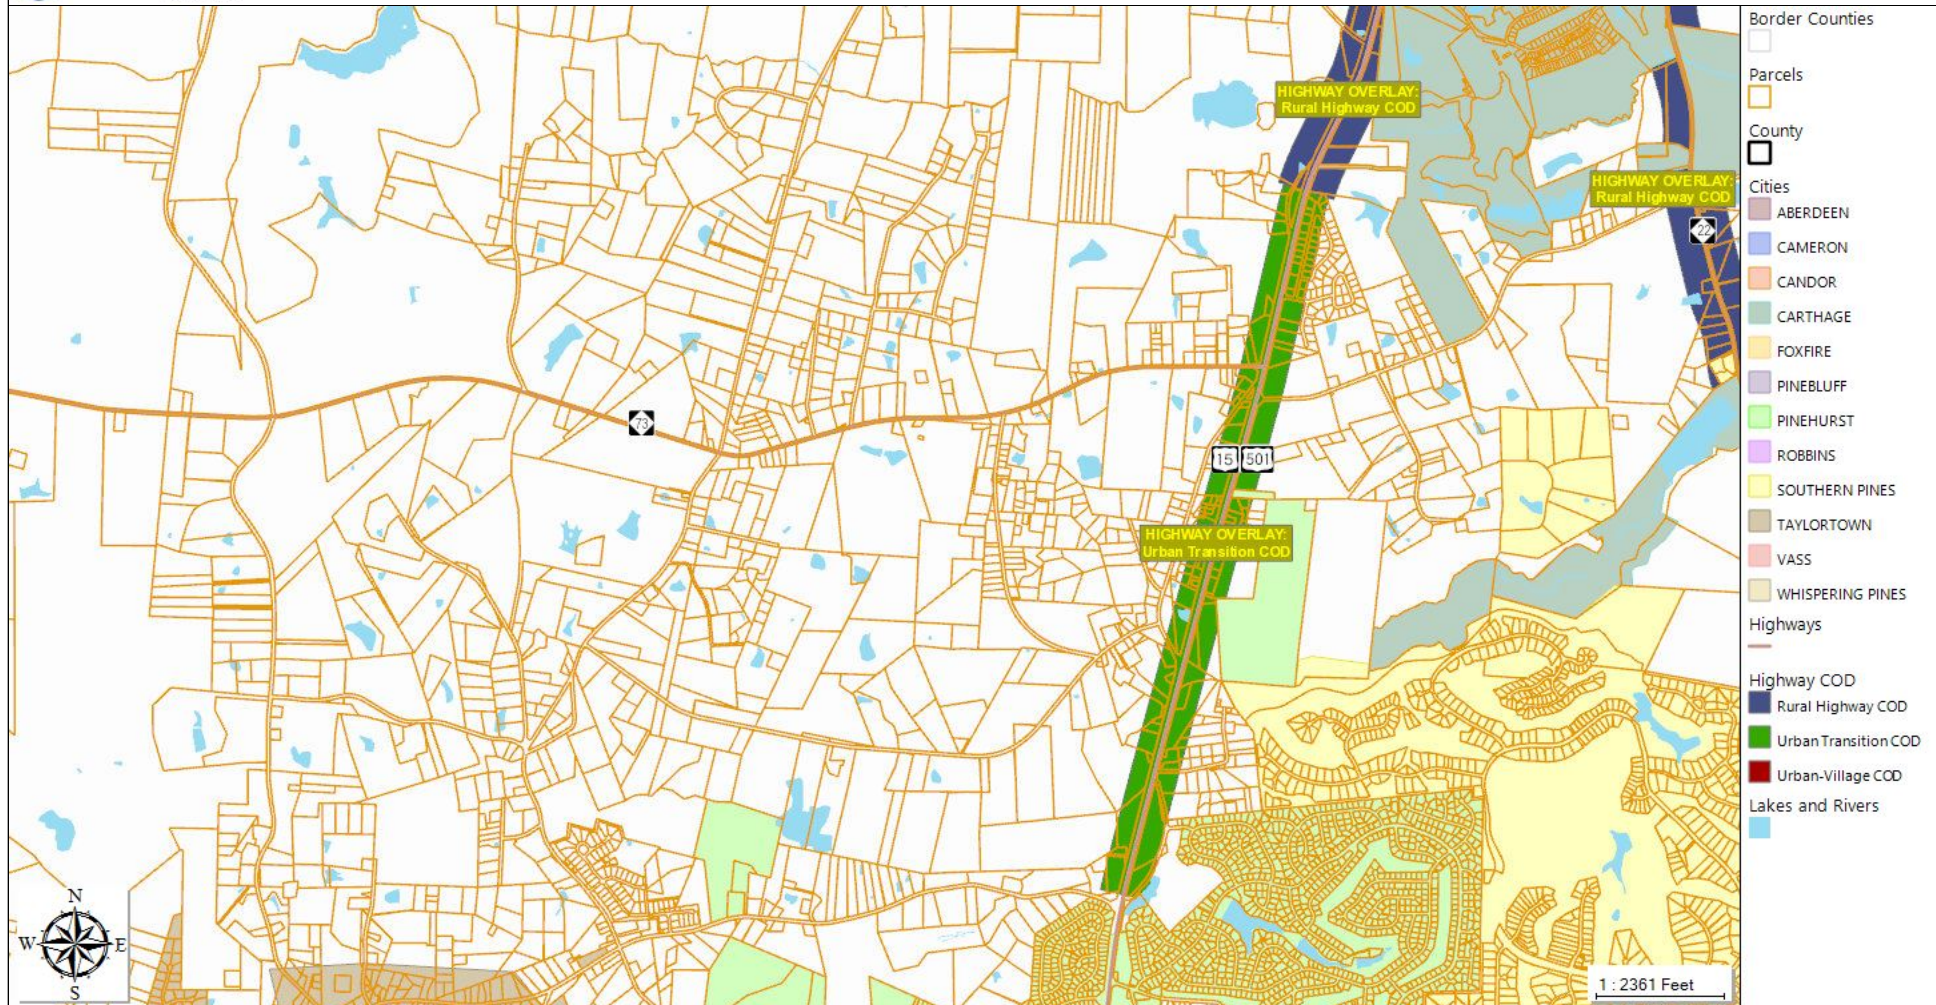 HIGHWAY OVERLAY:
Rural Highway COD
HIGHWAY OVERLAY:
Rural Highway COD
22
73
15
501
HIGHWAY OVERLAY:
Urban Transition COD
N
W
E
S
1 : 2361 Feet
Border Counties
Parcels
County
Cities
ABERDEEN
CAMERON
CANDOR
CARTHAGE
FOXFIRE
PINEBLUFF
PINEHURST
ROBBINS
SOUTHERN PINES
TAYLORTOWN
VASS
WHISPERING PINES
Highways
Highway COD
Rural Highway COD
Urban Transition COD
Urban-Village COD
Lakes and Rivers